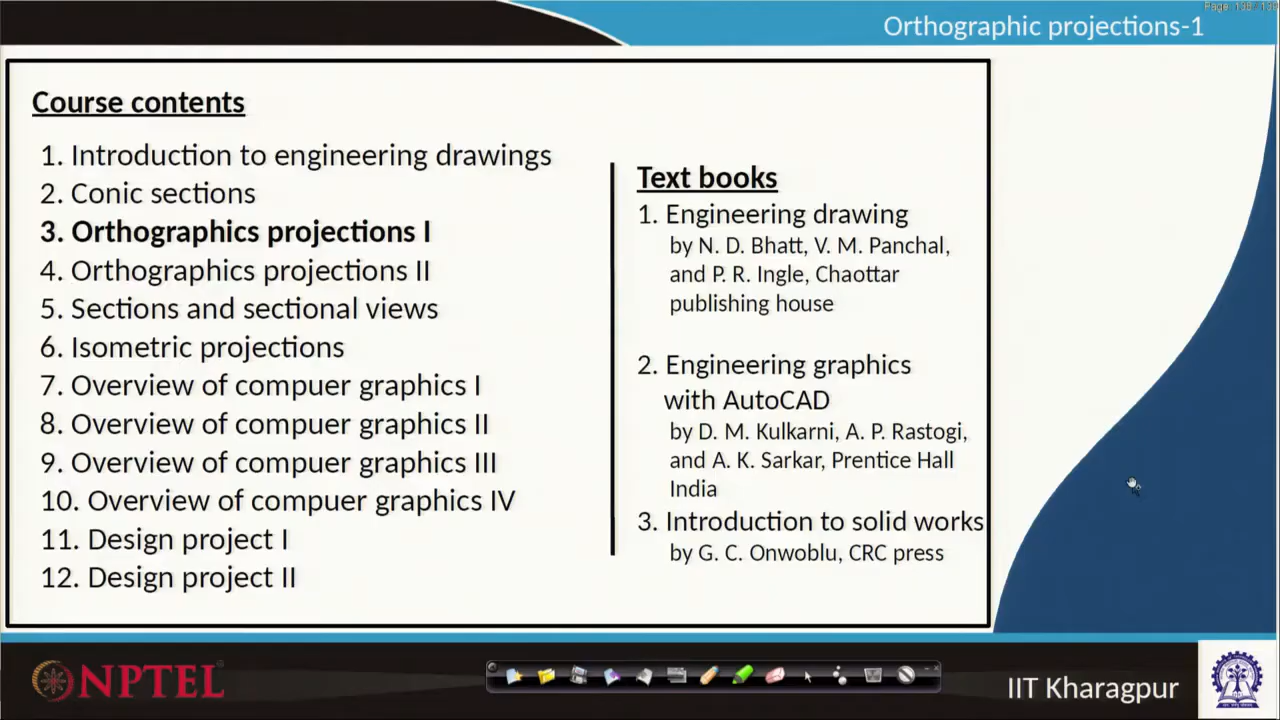 Orthographic projections-1
Course contents
1. Introduction to engineering drawings
2. Conic sections
3. Orthographics projections I
4. Orthographics projections II
5. Sections and sectional views
6. Isometric projections
7. Overview of compuer graphics I
8. Overview of compuer graphics II
9. Overview of compuer graphics III
10. Overview of compuer graphics IV
11. Design project I
12. Design project II
Text books
1. Engineering drawing
by N. D. Bhatt, V. M. Panchal,
and P. R. Ingle, Chaottar
publishing house
2. Engineering graphics
with AutoCAD
by D. M. Kulkarni, A. P. Rastogi,
and A. K. Sarkar, Prentice Hall
India
3. Introduction to solid works
by G. C. Onwoblu, CRC press
NPTEL
IIT Kharagpur